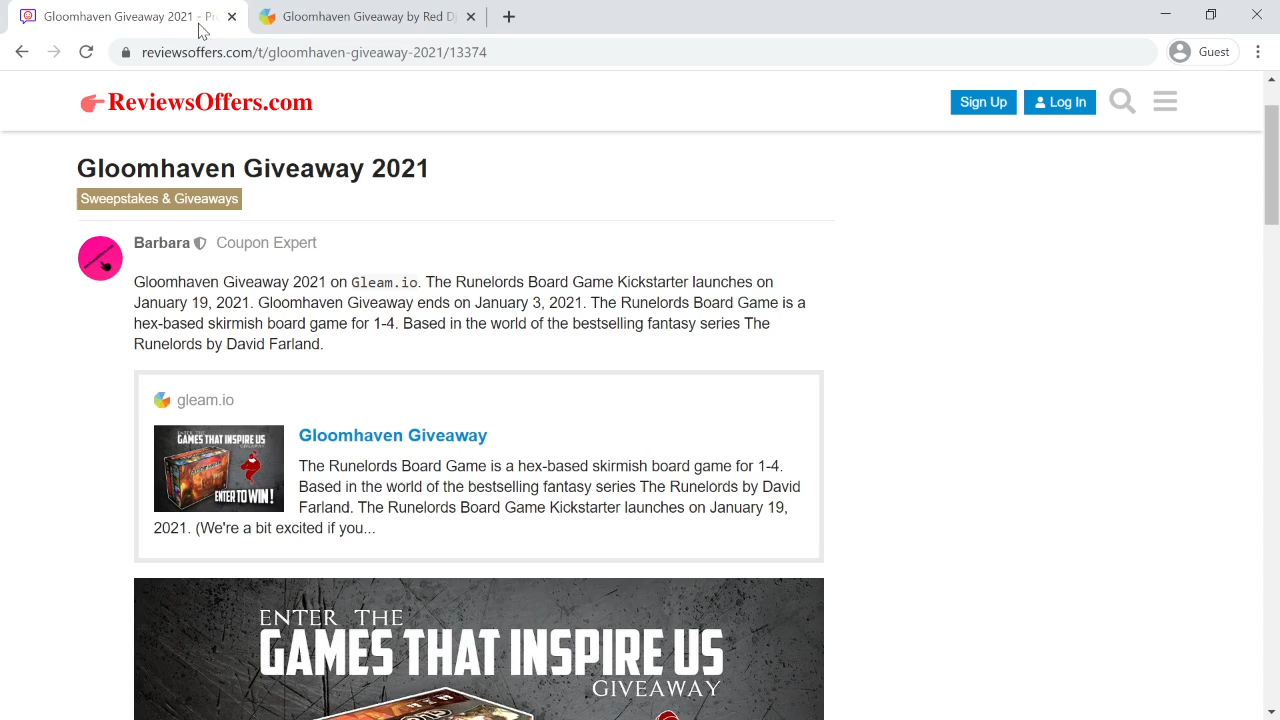 Gloomhaven Giveaway 2021 - Pr
Gloomhaven Giveaway by Red Dj
reviewsoffers.com/t/gloomhaven-giveaway-2021/13374
Guest
ReviewsOffers.com
Sign Up
Log In
Gloomhaven Giveaway 2021
Sweepstakes & Giveaways
Barbara Coupon Expert
Gloomhaven Giveaway 2021 on Gleam.io. The Runelords Board Game Kickstarter launches on
January 19, 2021. Gloomhaven Giveaway ends on January 3, 2021. The Runelords Board Game is a
hex-based skirmish board game for 1-4. Based in the world of the bestselling fantasy series The
Runelords by David Farland.
gleam.io
ENTER THE
GAMES THAT INSPIRE US
GIVEAWAY
ENTER TO WIN!
Gloomhaven Giveaway
The Runelords Board Game is a hex-based skirmish board game for 1-4.
Based in the world of the bestselling fantasy series The Runelords by David
Farland. The Runelords Board Game Kickstarter launches on January 19,
2021. (We're a bit excited if you...
ENTER THE
GAMES THAT INSPIRE US
GIVEAWAY